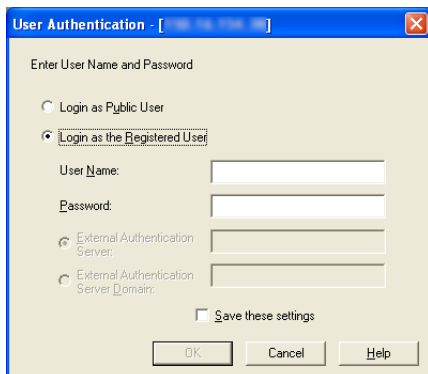 User Authentication - [ ]
Enter User Name and Password
Login as Public User
Login as the Registered User
User Name:
Password:
External Authentication
Server:
External Authentication
Server Domain:
Save these settings
OK Cancel Help